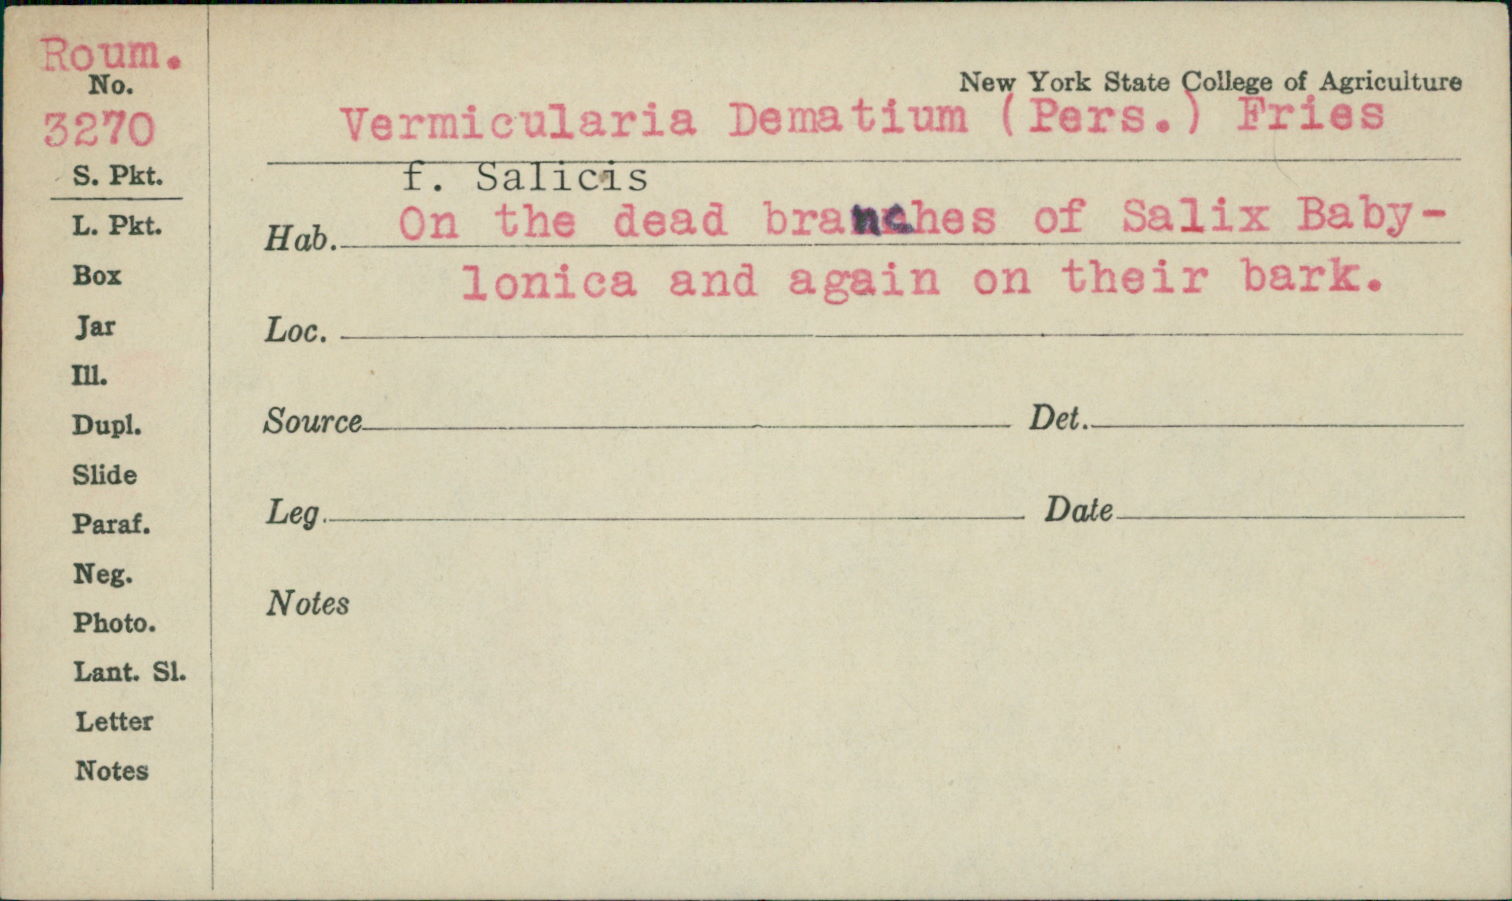 Roum.
No.
3270
S. Pkt.
L. Pkt.
Box
Jar
Ill.
Dupl.
Slide
Paraf.
Neg.
Photo.
Lant. Sl.
Letter
Notes
New York State College of Agriculture
Vermicularia Dematium (Pers.) Fries
f. Salicis
Hab. On the dead branches of Salix Baby-
lonica and again on their bark.
Loc.
Source Det.
Leg. Date
Notes